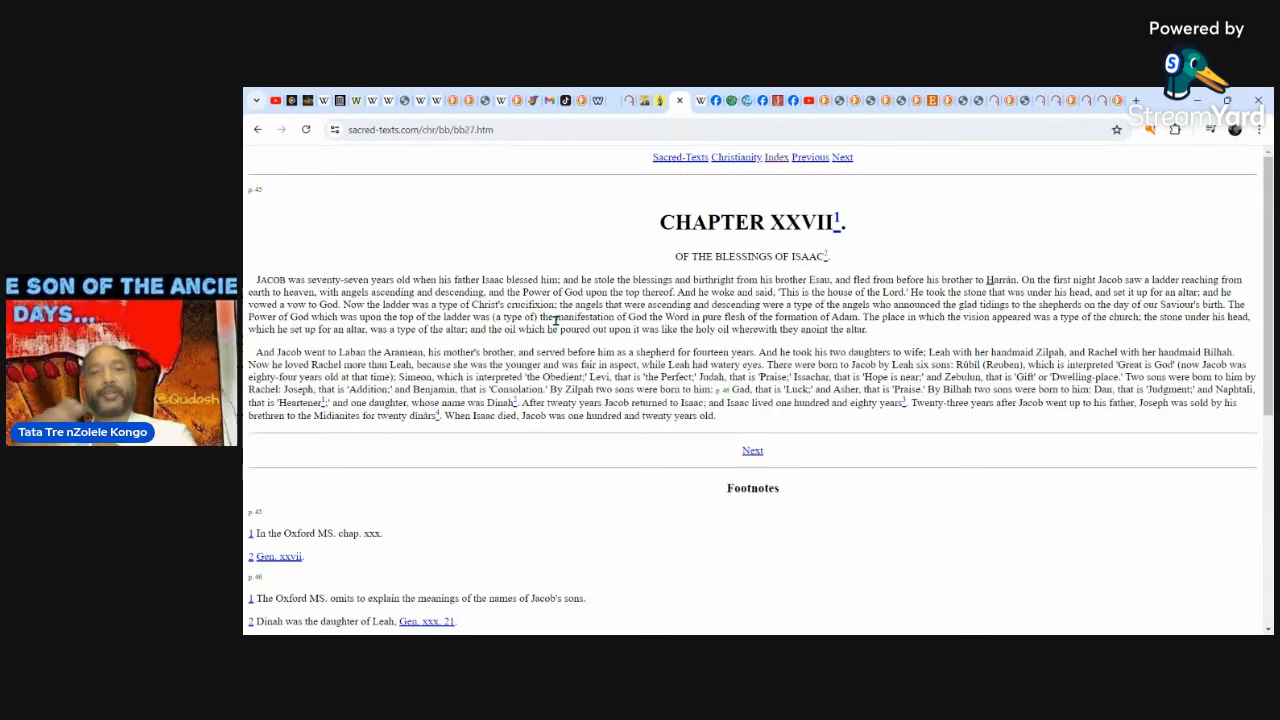 Powered by
S
StreamYard
sacred-texts.com/chr/bb/bb27.htm
Sacred-Texts Christianity Index Previous Next
p. 45
CHAPTER XXVII1.
OF THE BLESSINGS OF ISAAC2.
JACOB was seventy-seven years old when his father Isaac blessed him; and he stole the blessings and birthright from his brother Esau, and fled from before his brother to Harrân. On the first night Jacob saw a ladder reaching from
earth to heaven, with angels ascending and descending, and the Power of God upon the top thereof. And he woke and said, 'This is the house of the Lord.' He took the stone that was under his head, and set it up for an altar; and he
vowed a vow to God. Now the ladder was a type of Christ's crucifixion; the angels that were ascending and descending were a type of the angels who announced the glad tidings to the shepherds on the day of our Saviour's birth. The
Power of God which was upon the top of the ladder was (a type of) the manifestation of God the Word in pure flesh of the formation of Adam. The place in which the vision appeared was a type of the church; the stone under his head,
which he set up for an altar, was a type of the altar; and the oil which he poured out upon it was like the holy oil wherewith they anoint the altar.
And Jacob went to Laban the Aramean, his mother's brother, and served before him as a shepherd for fourteen years. And he took his two daughters to wife; Leah with her handmaid Zilpah, and Rachel with her handmaid Bilhah.
Now he loved Rachel more than Leah, because she was the younger and was fair in aspect, while Leah had watery eyes. There were born to Jacob by Leah six sons: Rûbîl (Reuben), which is interpreted 'Great is God' (now Jacob was
eighty-four years old at that time); Simeon, which is interpreted 'the Obedient;' Levi, that is 'the Perfect;' Judah, that is 'Praise;' Issachar, that is 'Hope is near;' and Zebulun, that is 'Gift' or 'Dwelling-place.' Two sons were born to him by
Rachel: Joseph, that is 'Addition;' and Benjamin, that is 'Consolation.' By Zilpah two sons were born to him: p. 46 Gad, that is 'Luck;' and Asher, that is 'Praise.' By Bilhah two sons were born to him: Dan, that is 'Judgment;' and Naphtali,
that is 'Heartener1;' and one daughter, whose name was Dinah2. After twenty years Jacob returned to Isaac; and Isaac lived one hundred and eighty years3. Twenty-three years after Jacob went up to his father, Joseph was sold by his
brethren to the Midianites for twenty dînârs4. When Isaac died, Jacob was one hundred and twenty years old.
Next
Footnotes
p. 45
1 In the Oxford MS. chap. xxx.
2 Gen. xxvii.
p. 46
1 The Oxford MS. omits to explain the meanings of the names of Jacob's sons.
2 Dinah was the daughter of Leah, Gen. xxx. 21.
E SON OF THE ANCIE
DAYS...
@Qudash
Tata Tre nZolele Kongo